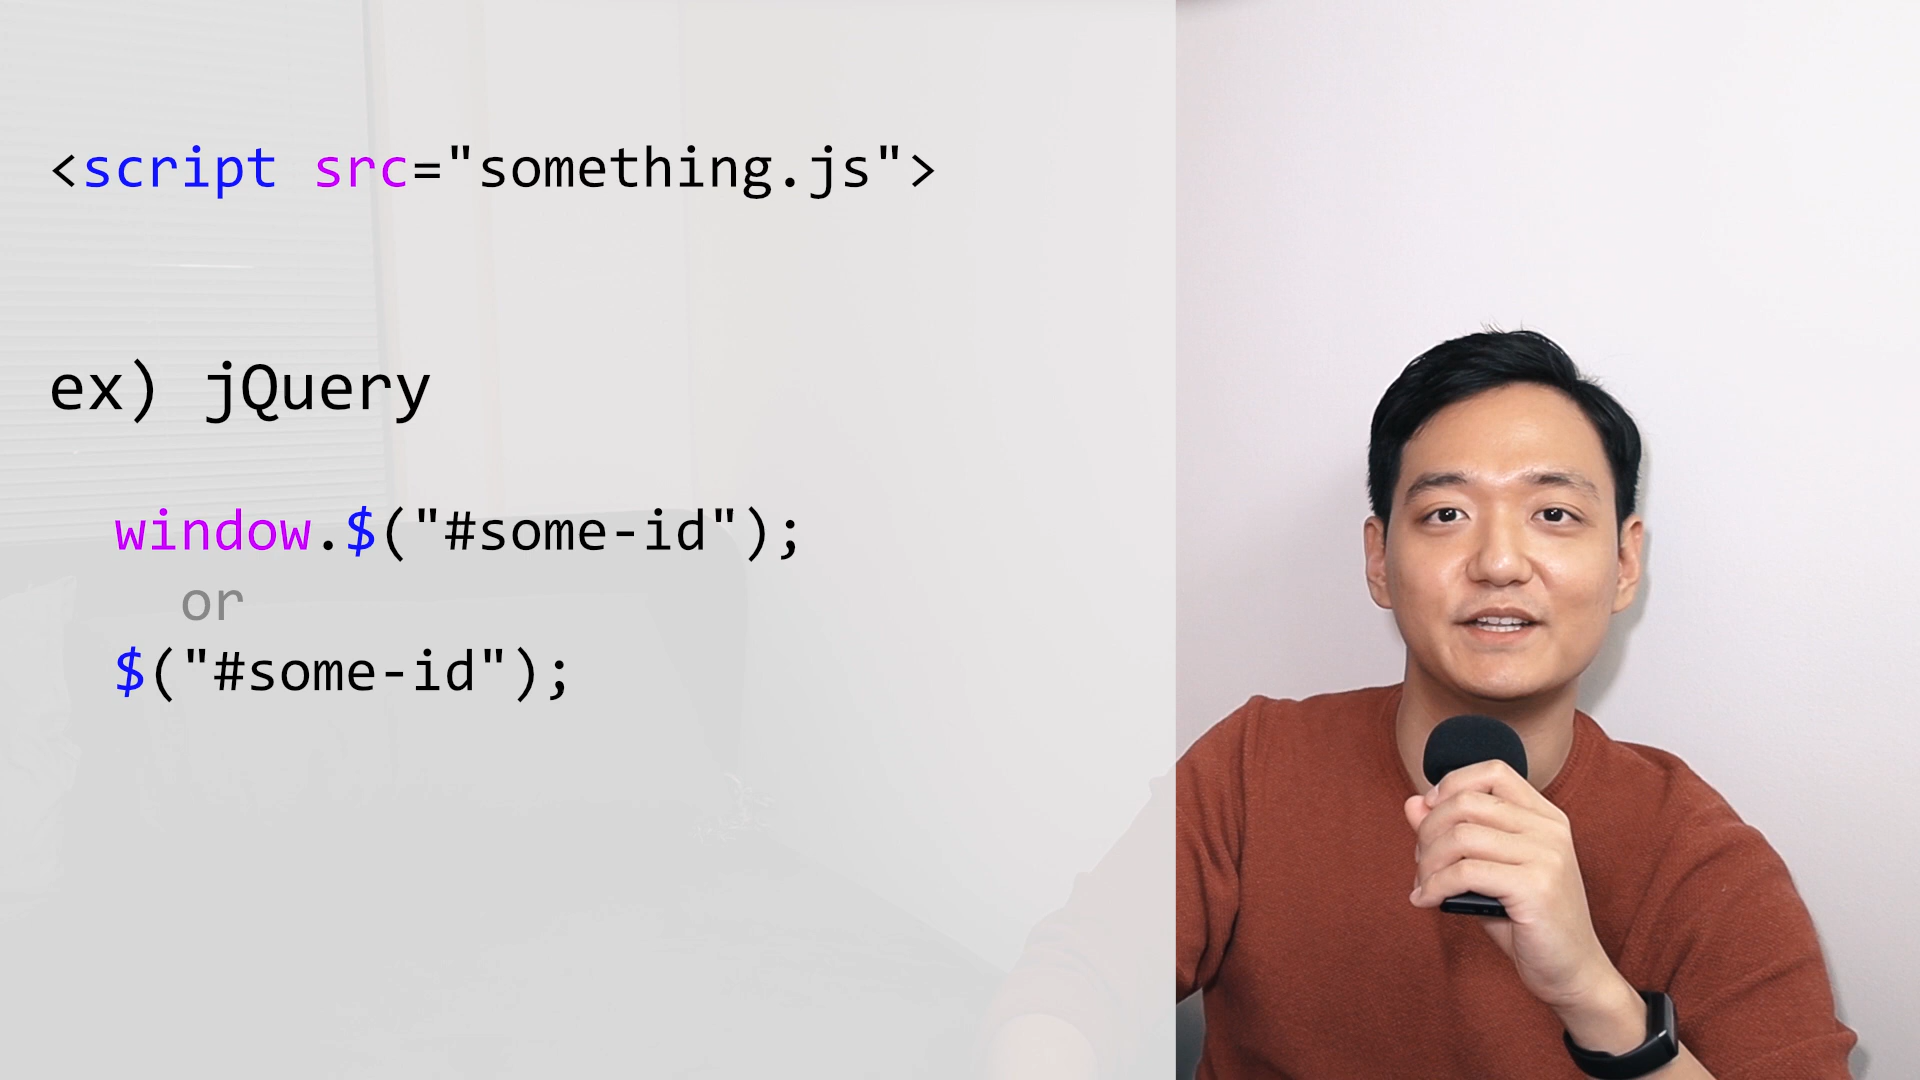 <script src="something.js">
ex) jQuery
window.$("#some-id");
or
$("#some-id");